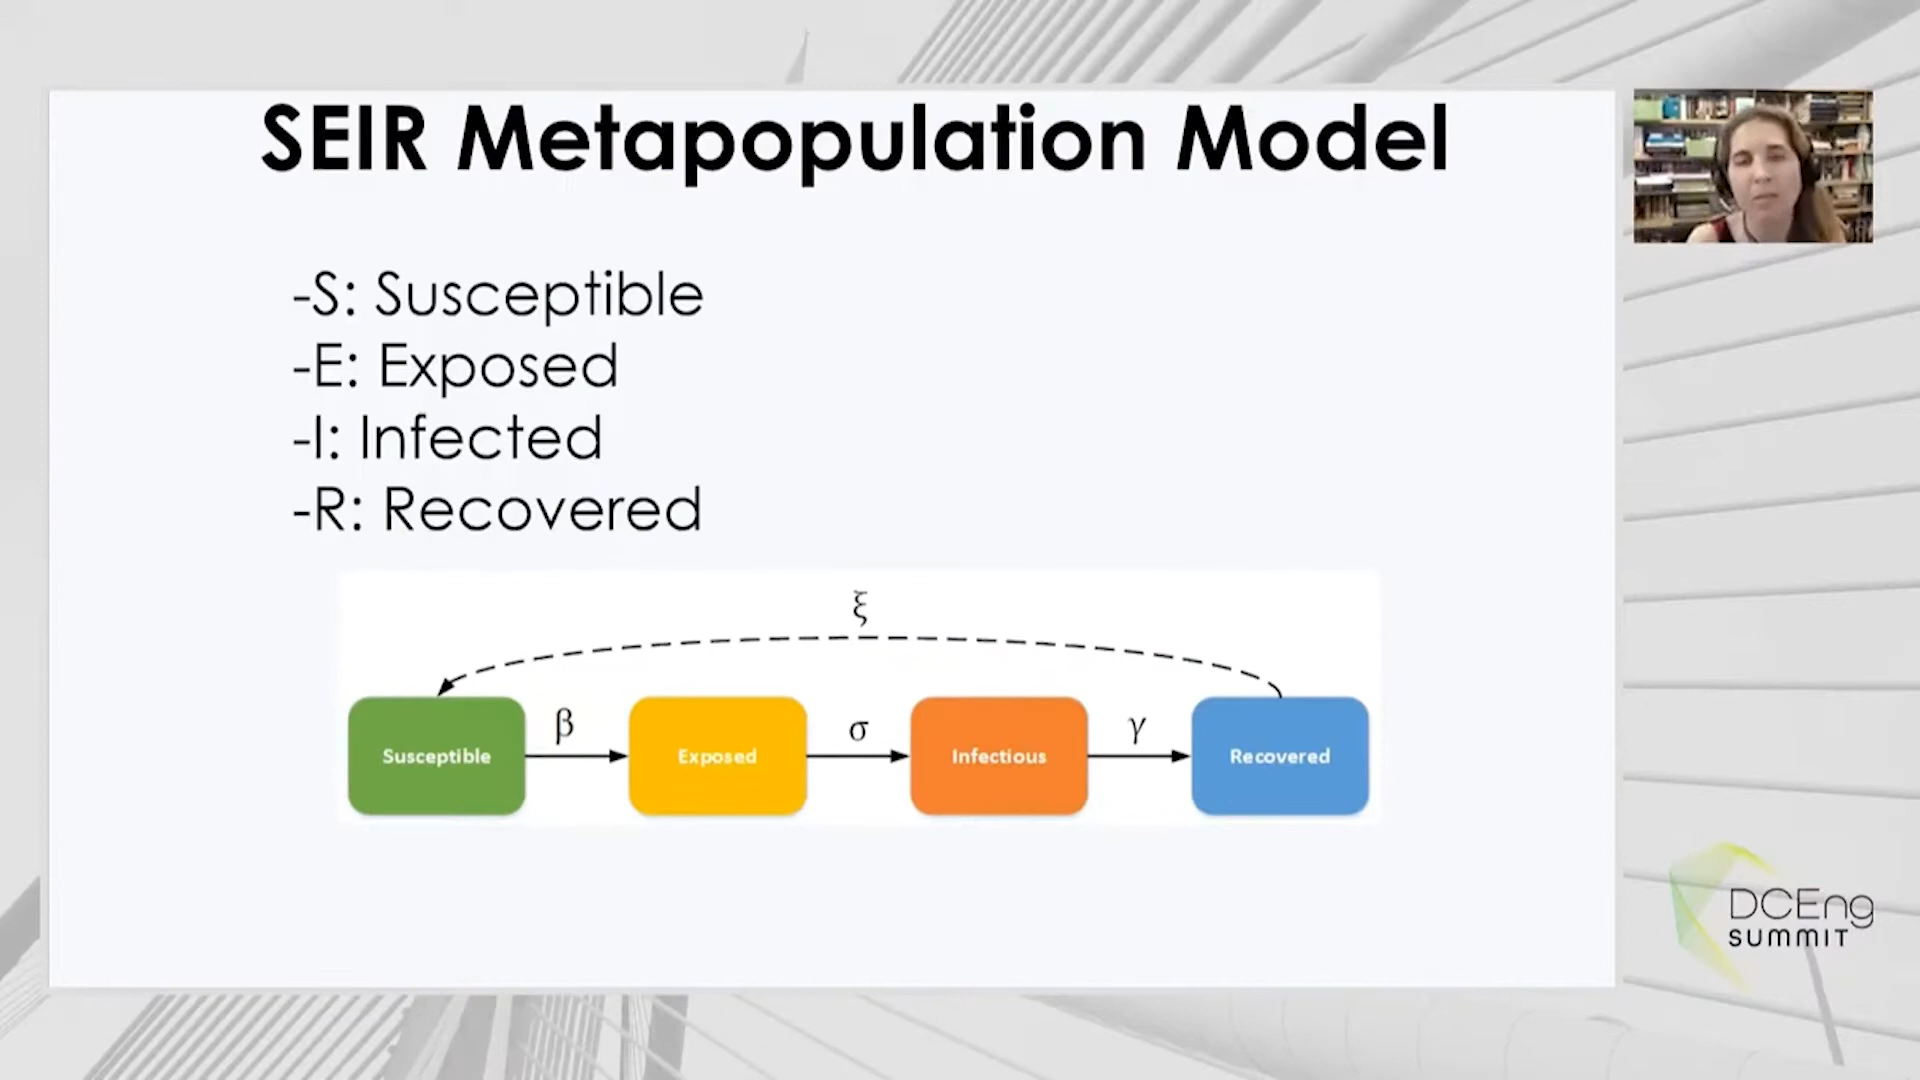 SEIR Metapopulation Model
-S: Susceptible
-E: Exposed
-I: Infected
-R: Recovered
ξ
β
σ
γ
Susceptible
Exposed
Infectious
Recovered
DCEng
SUMMIT